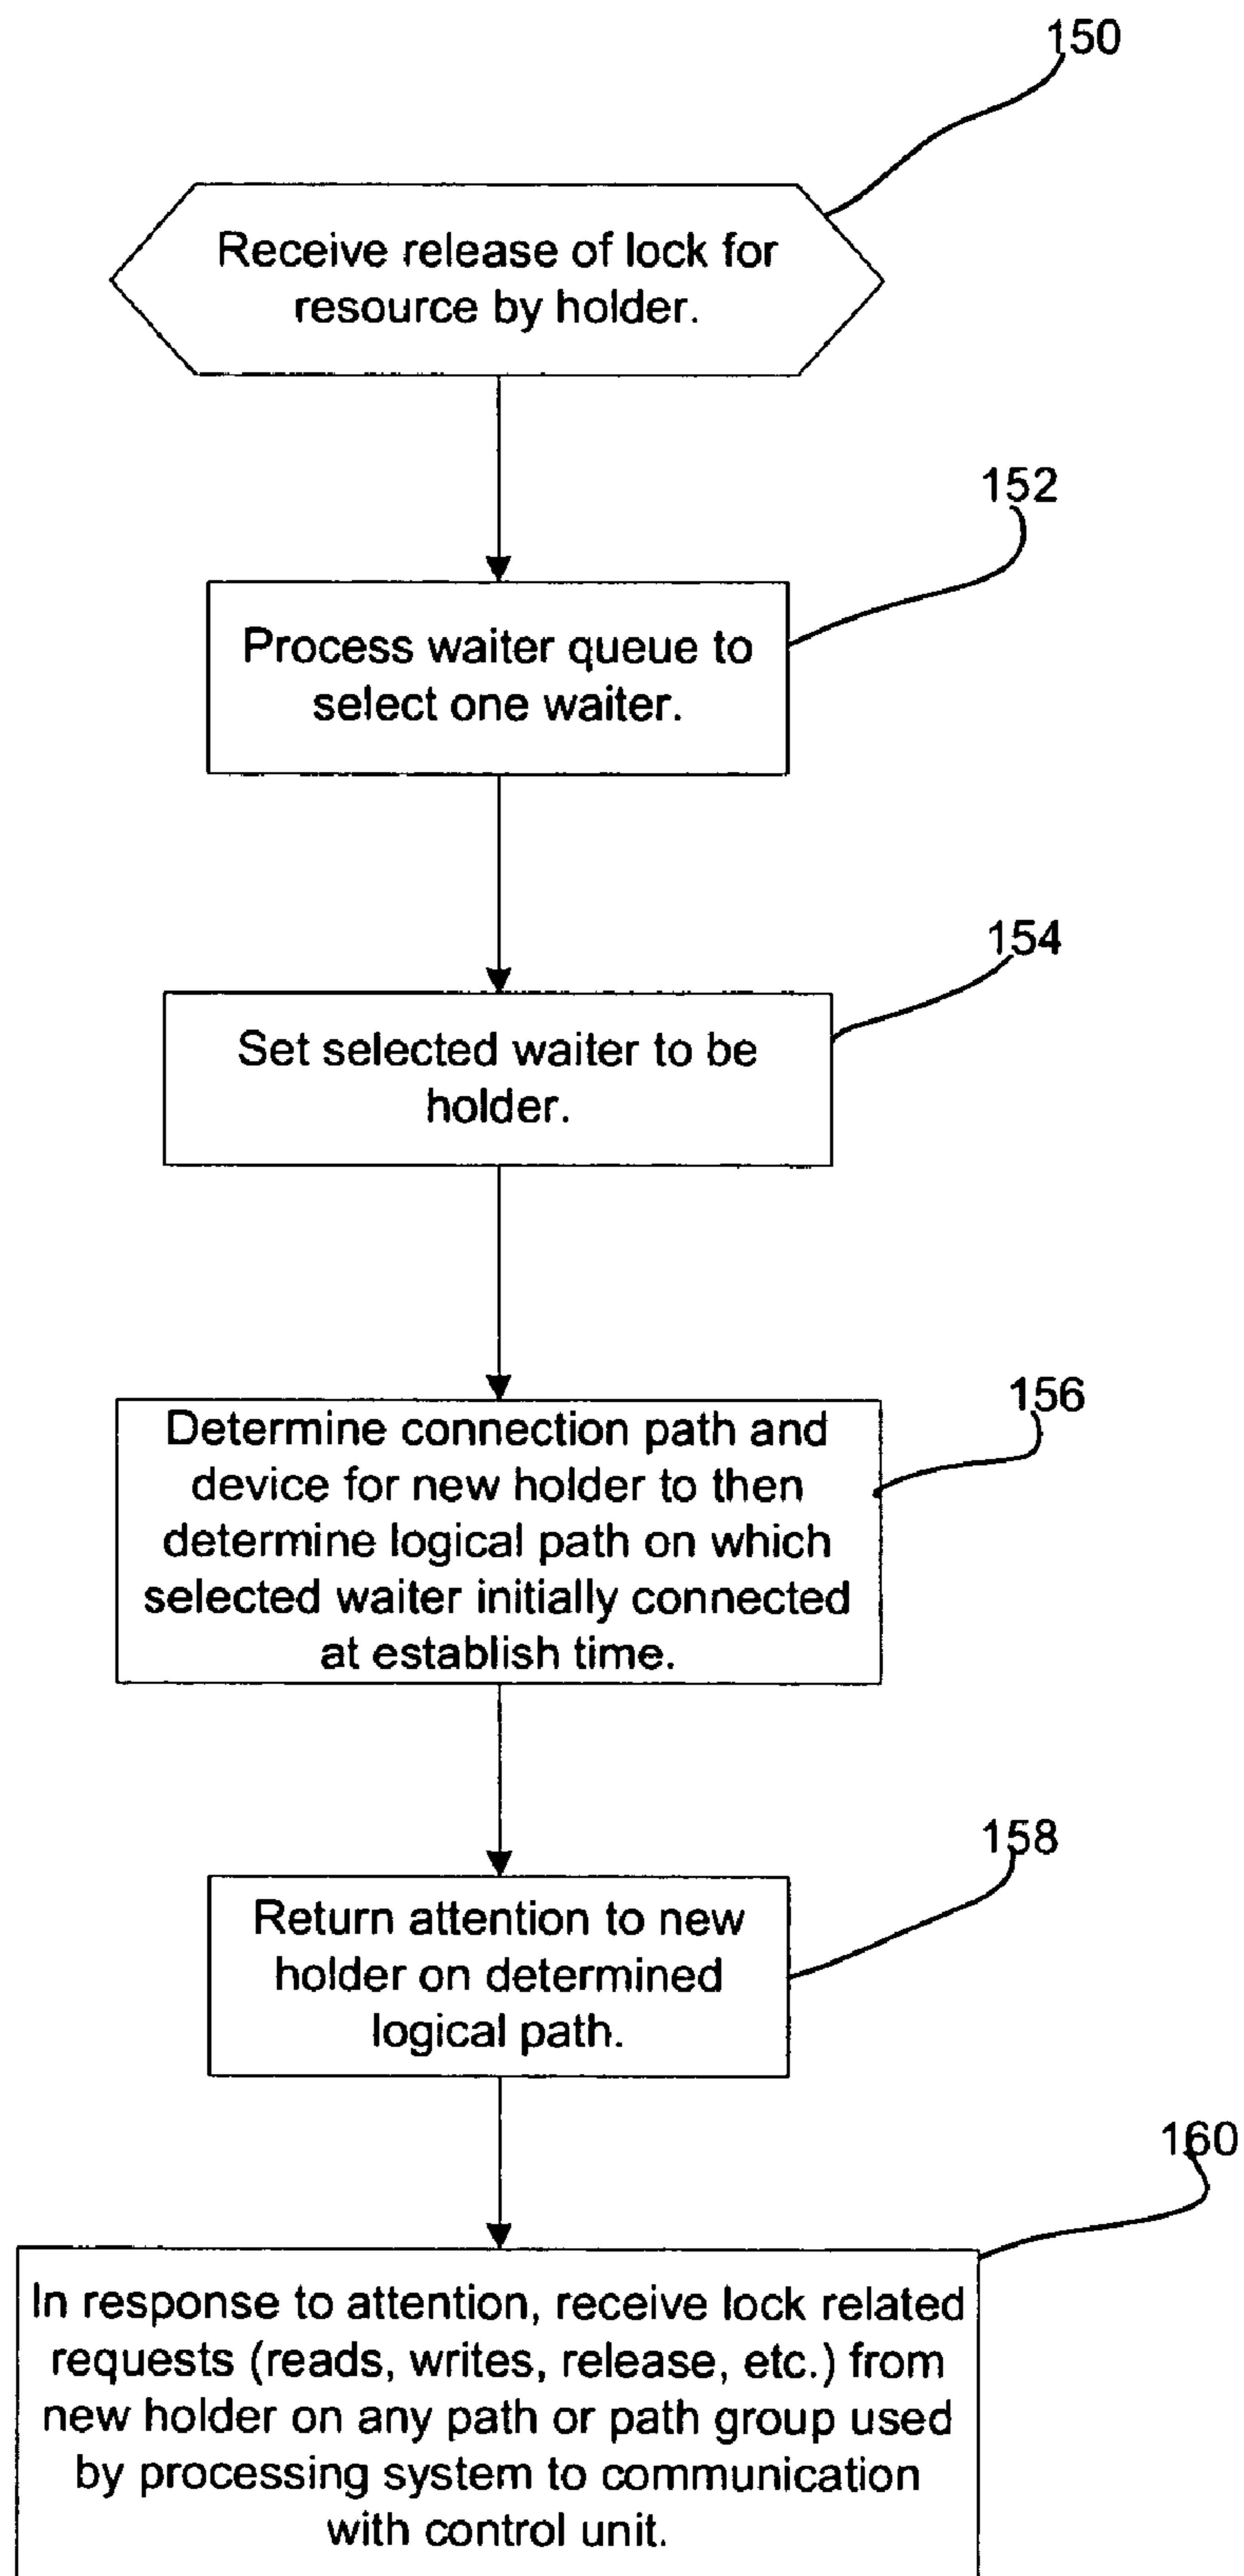 150
Receive release of lock for
resource by holder.
152
Process waiter queue to
select one waiter.
154
Set selected waiter to be
holder.
156
Determine connection path and
device for new holder to then
determine logical path on which
selected waiter initially connected
at establish time.
158
Return attention to new
holder on determined
logical path.
160
In response to attention, receive lock related
requests (reads, writes, release, etc.) from
new holder on any path or path group used
by processing system to communication
with control unit.